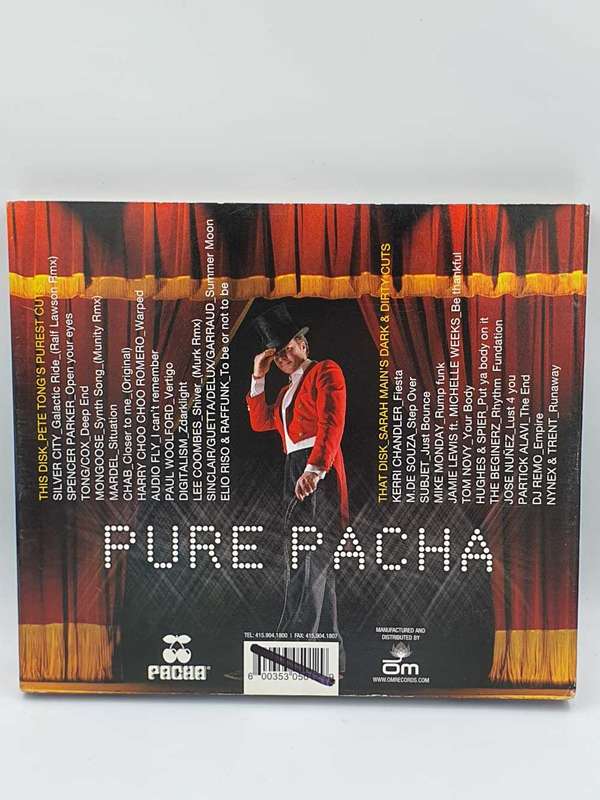 THIS DISK_PETE TONG'S PUREST CUTS
SILVER CITY_Galactic Ride_(Ralf Lawson Rmx)
SPENCER PARKER_Open your eyes
TONG/COX_Deep End
MONGOOSE_Synth Song_(Munity Rmx)
MARDEL_Situation
CHAB_Closer to me_(Original)
HARRY CHOO CHOO ROMERO_Warped
AUDIO FLY_I can't remember
PAUL WOOLFORD_Vertigo
DIGITALISM_Zdarklight
LEE COOMBES_Shiver_(Murk Rmx)
SINCLAIR/GUETTA/DELUX/GARRAUD_Summer Moon
ELIO RISO & RAFFUNK_To be or not to be
THAT DISK_SARAH MAIN'S DARK & DIRTY CUTS
KERRI CHANDLER_Fiesta
M.DE SOUZA_Step Over
SUBJET_Just Bounce
MIKE MONDAY_Rump funk
JAMIE LEWIS ft. MICHELLE WEEKS_Be thankful
TOM NOVY_Your Body
HUGHES & SPIER_Put ya body on it
THE BEGINERZ_Rhythm Fundation
JOSE NUÑEZ_Lust 4 you
PARTICK ALAVI_The End
DJ REMO_Empire
NYNEX & TRENT_Runaway
PURE PACHA
PACHA®
TEL: 415.904.1800 | FAX: 415.904.1807
6 00353 050
MANUFACTURED AND
DISTRIBUTED BY
Om
WWW.OMRECORDS.COM